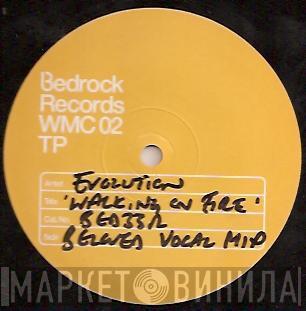 Bedrock
Records
WMC 02
TP
Artist EVOLUTION
Title 'WALKING ON FIRE'
Cat.No. BED33R
Side BELOVED VOCAL MIX
МАРКЕТ ВИНИЛА